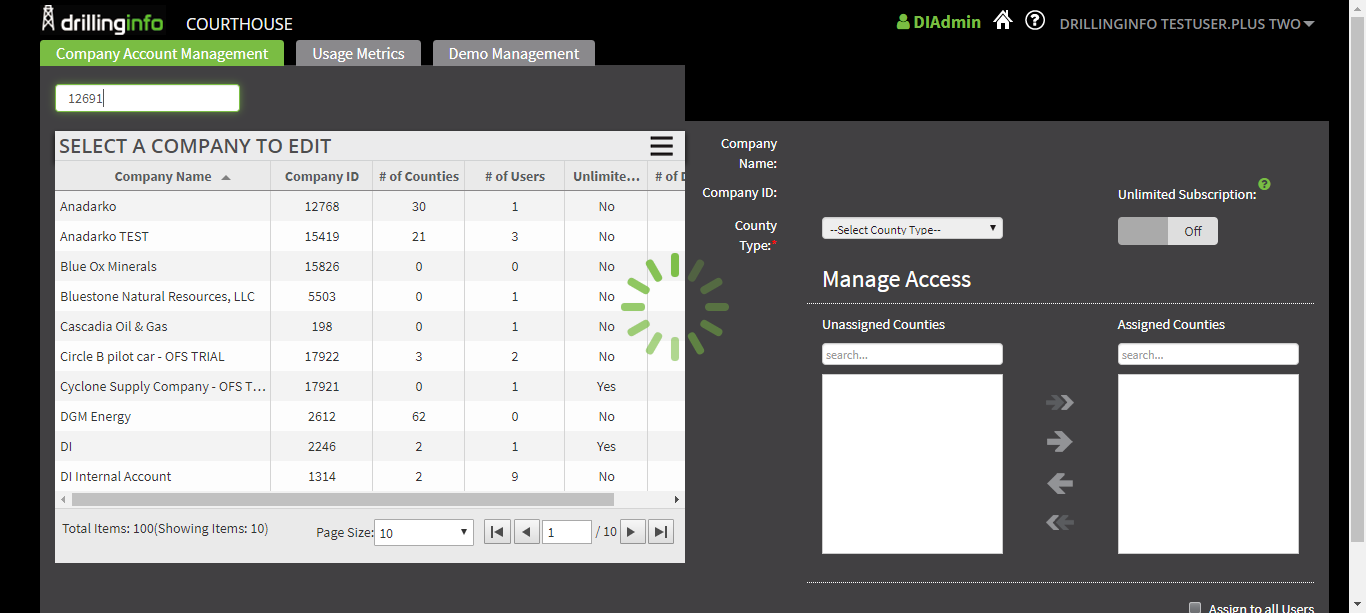 drillinginfo COURTHOUSE
DIAdmin ? DRILLINGINFO TESTUSER.PLUS TWO
Company Account Management Usage Metrics Demo Management
12691
SELECT A COMPANY TO EDIT
Company Name Company ID # of Counties # of Users Unlimite... # of D
Anadarko 12768 30 1 No
Anadarko TEST 15419 21 3 No
Blue Ox Minerals 15826 0 0 No
Bluestone Natural Resources, LLC 5503 0 1 No
Cascadia Oil & Gas 198 0 1 No
Circle B pilot car - OFS TRIAL 17922 3 2 No
Cyclone Supply Company - OFS T... 17921 0 1 Yes
DGM Energy 2612 62 0 No
DI 2246 2 1 Yes
DI Internal Account 1314 2 9 No
Total Items: 100(Showing Items: 10) Page Size: 10 1 / 10
Company
Name:
Company ID:
Unlimited Subscription: ?
County
Type:*
--Select County Type--
Off
Manage Access
Unassigned Counties Assigned Counties
search... search...
Assign to all Users